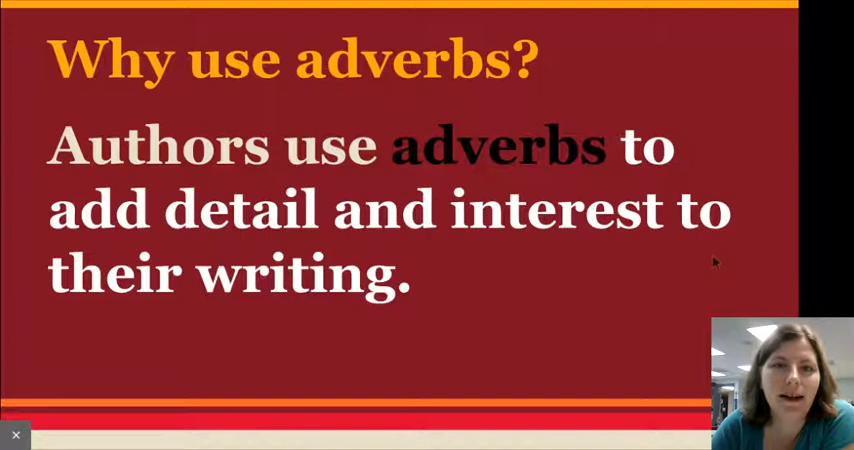 Why use adverbs?
Authors use adverbs to
add detail and interest to
their writing.